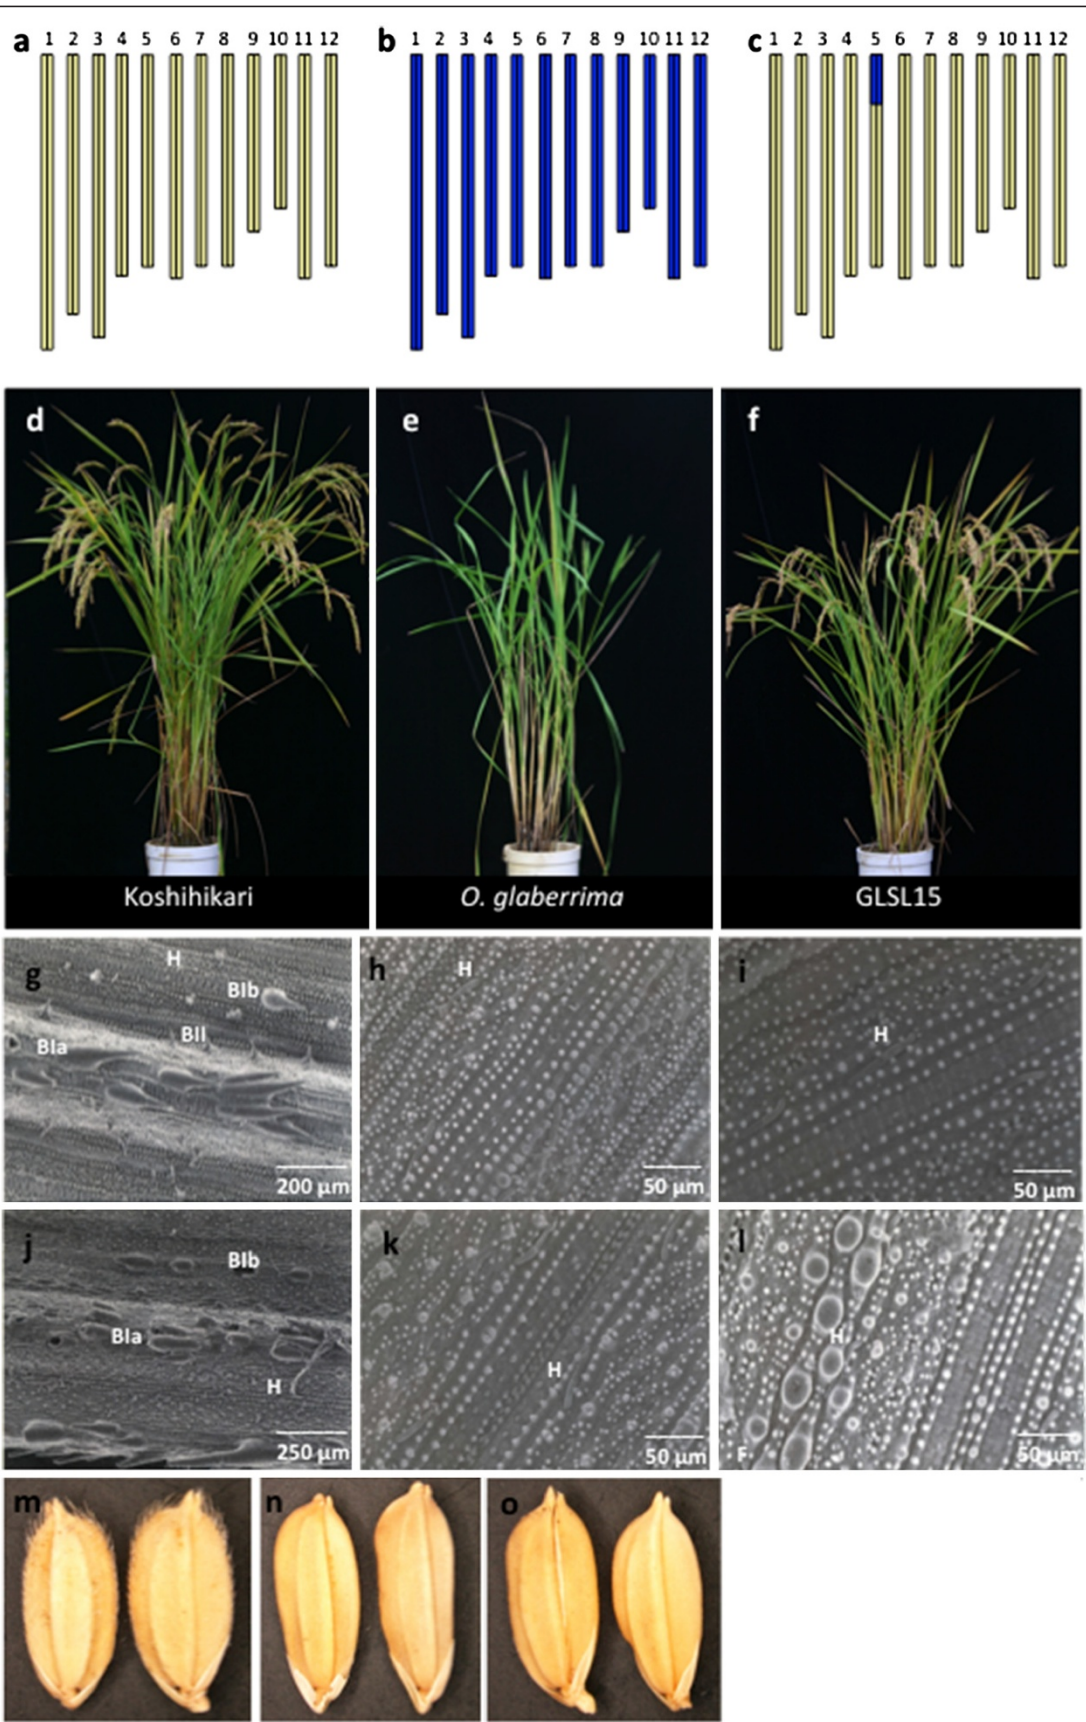 a 1 2 3 4 5 6 7 8 9 10 11 12
b 1 2 3 4 5 6 7 8 9 10 11 12
c 1 2 3 4 5 6 7 8 9 10 11 12
d
Koshihikari
e
O. glaberrima
f
GLSL15
g
H
BIb
BII
BIa
200 μm
h
H
50 μm
i
H
50 μm
j
BIb
BIa
H
250 μm
k
H
50 μm
l
H
F
50 μm
m
n
o